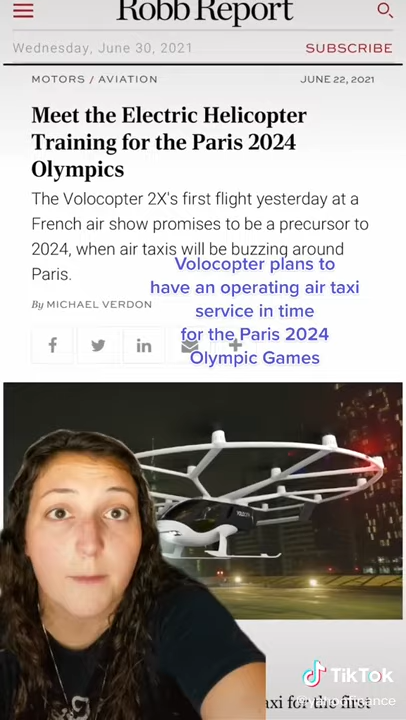 Robb Report
Wednesday, June 30, 2021
SUBSCRIBE
MOTORS / AVIATION
JUNE 22, 2021
Meet the Electric Helicopter
Training for the Paris 2024
Olympics
The Volocopter 2X's first flight yesterday at a
French air show promises to be a precursor to
2024, when air taxis will be buzzing around
Paris.
Volocopter plans to
have an operating air taxi
service in time
for the Paris 2024
Olympic Games
By MICHAEL VERDON
TikTok
@yahoofinance
axi for the first